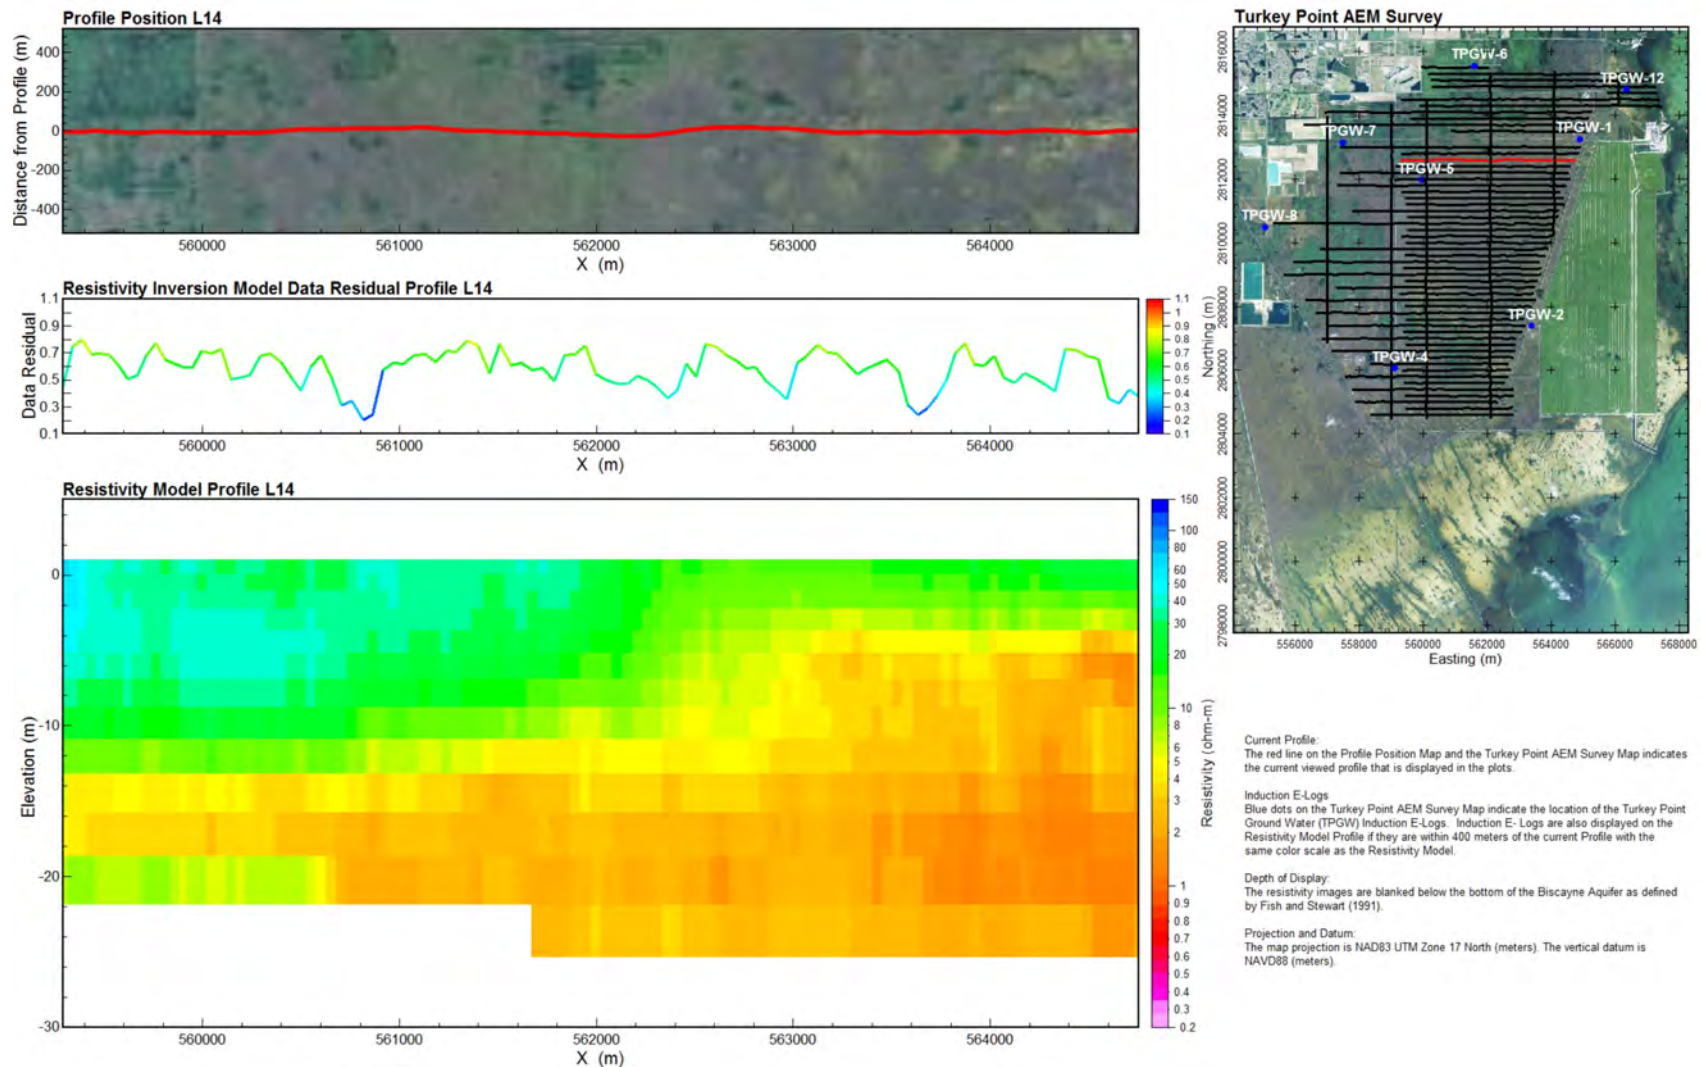 Profile Position L14
Distance from Profile (m)
400
200
0
-200
-400
560000
561000
562000
563000
564000
X (m)
Resistivity Inversion Model Data Residual Profile L14
Data Residual
1.1
0.9
0.7
0.5
0.3
0.1
560000
561000
562000
563000
564000
X (m)
1.1
1
0.9
0.8
0.7
0.6
0.5
0.4
0.3
0.2
0.1
Resistivity Model Profile L14
Elevation (m)
0
-10
-20
-30
560000
561000
562000
563000
564000
X (m)
150
100
80
60
50
40
30
20
10
8
6
5
4
3
2
1
0.9
0.8
0.7
0.6
0.5
0.4
0.3
0.2
Resistivity (ohm-m)
Turkey Point AEM Survey
Northing (m)
2816000
2814000
2812000
2810000
2808000
2806000
2804000
2802000
2800000
2798000
TPGW-6
TPGW-12
TPGW-7
TPGW-1
TPGW-5
TPGW-8
TPGW-2
TPGW-4
556000
558000
560000
562000
564000
566000
568000
Easting (m)
Current Profile:
The red line on the Profile Position Map and the Turkey Point AEM Survey Map indicates
the current viewed profile that is displayed in the plots.
Induction E-Logs
Blue dots on the Turkey Point AEM Survey Map indicate the location of the Turkey Point
Ground Water (TPGW) Induction E-Logs. Induction E- Logs are also displayed on the
Resistivity Model Profile if they are within 400 meters of the current Profile with the
same color scale as the Resistivity Model.
Depth of Display:
The resistivity images are blanked below the bottom of the Biscayne Aquifer as defined
by Fish and Stewart (1991).
Projection and Datum:
The map projection is NAD83 UTM Zone 17 North (meters). The vertical datum is
NAVD88 (meters).